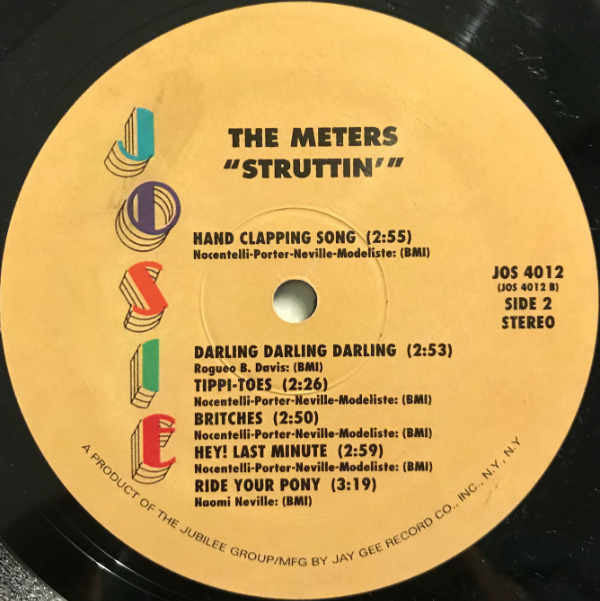 JOSIE
THE METERS
"STRUTTIN'"
HAND CLAPPING SONG (2:55)
Nocentelli-Porter-Neville-Modeliste: (BMI)
JOS 4012
(JOS 4012 B)
SIDE 2
STEREO
DARLING DARLING DARLING (2:53)
Rogueo B. Davis: (BMI)
TIPPI-TOES (2:26)
Nocentelli-Porter-Neville-Modeliste: (BMI)
BRITCHES (2:50)
Nocentelli-Porter-Neville-Modeliste: (BMI)
HEY! LAST MINUTE (2:59)
Nocentelli-Porter-Neville-Modeliste: (BMI)
RIDE YOUR PONY (3:19)
Naomi Neville: (BMI)
A PRODUCT OF THE JUBILEE GROUP/MFG BY JAY GEE RECORD CO., INC., N.Y., N.Y